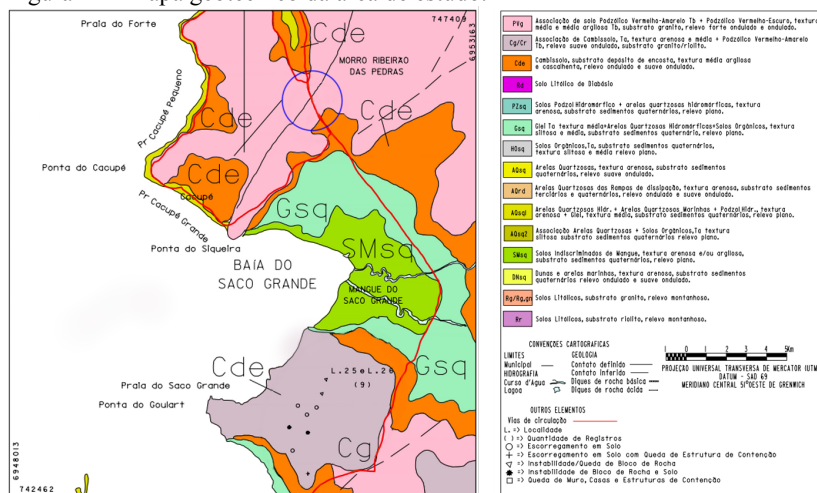 Praia do Forte
747409
6953163
Cde
MORRO RIBEIRÃO
DAS PEDRAS
Pr Cacupé Pequeno
Cde
Cde
Ponta do Cacupé
Cde
Cacupé
Pr Cacupé Grande
Gsq
Ponta do Siqueira
SMsq
BAÍA DO
SACO GRANDE
MANGUE DO
SACO GRANDE
Cde
L.25eL.26
(9)
Gsq
Praia do Saco Grande
Ponta do Goulart
Cg
6948013
742462
PVg Associação de solo Podzólico Vermelho-Amarelo Tb + Podzólico Vermelho-Escuro, textura
média e média argilosa Tb, substrato granito, relevo forte ondulado e ondulado.
Cg/Cr Associação de Cambissolo, Ta, textura arenosa e média + Podzólico Vermelho-Amarelo
Tb, relevo suave ondulado, substrato granito/riolito.
Cde Cambissolo, substrato depósito de encosta, textura média argilosa
e cascalhenta, relevo ondulado e suave ondulado.
Solo Litólico de Diabásio
PZsq Solos Podzol Hidromórfico + areias quartzosas hidromórficas, textura
arenosa, substrato sedimentos quaternários, relevo plano.
Gsq Glei Ta textura média+Areias Quartzosas Hidromórficas+Solos Orgânicos, textura
siltosa e média, substrato sedimentos quaternários, relevo plano.
HOsq Solos Orgânicos,Ta, substrato sedimentos quaternários,
textura siltosa e média relevo plano.
AQsq Areias Quartzosas, textura arenosa, substrato sedimentos
quaternários, relevo suave ondulado.
AQrd Areias Quartzosas das Rampas de dissipação, textura arenosa, substrato sedimentos
terciários e quaternários, relevo ondulado e suave ondulado.
AQsq1 Areias Quartzosas Hidr. + Areias Quartzosas Marinhas + Podzol Hidr., textura
arenosa + Glei, textura média, substrato sedimentos quaternários, relevo plano.
AQsq2 Associação Areias Quartzosas + Solos Orgânicos,Ta textura
siltosa substrato sedimentos quaternários relevo plano.
SMsq Solos Indiscriminados de Mangue, textura arenosa e/ou argiloso,
substrato sedimentos quaternários, relevo plano.
DNsq Dunas e areias marinhas, textura arenosa, substrato sedimentos
quaternários relevo ondulado e suave ondulado.
Rg/Rg,gn Solos Litólicos, substrato granito, relevo montanhoso.
Rr Solos Litólicos, substrato riolito, relevo montanhoso.
CONVENÇÕES CARTOGRAFICAS
LIMITES GEOLOGIA
Municipal Contato definido
HIDROGRAFIA Contato inferido
Curso d'Agua Diques de rocha básica
Lagoa Diques de rocha ácida
1 0 1 2 3 4 5Km
PROJEÇÃO UNIVERSAL TRANSVERSA DE MERCATOR (UTM)
DATUM - SAD 69
MERIDIANO CENTRAL 51°OESTE DE GRENWICH
OUTROS ELEMENTOS
Vias de circulação
L. => Localidade
( ) => Quantidade de Registros
=> Escorregamento em Solo
+ => Escorregamento em Solo com Queda de Estrutura de Contenção
=> Instabilidade/Queda de Bloco de Rocha
=> Instabilidade de Bloco de Rocha e Solo
=> Queda de Muro, Casas e Estruturas de Contenção